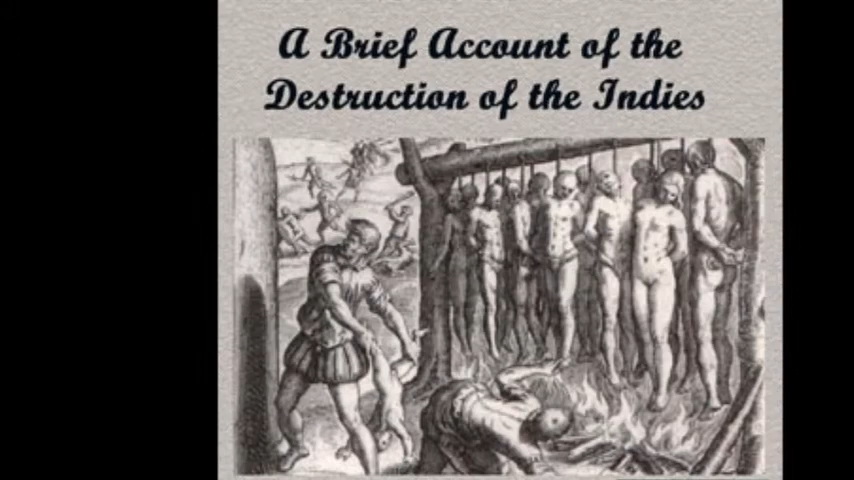 A Brief Account of the
Destruction of the Indies